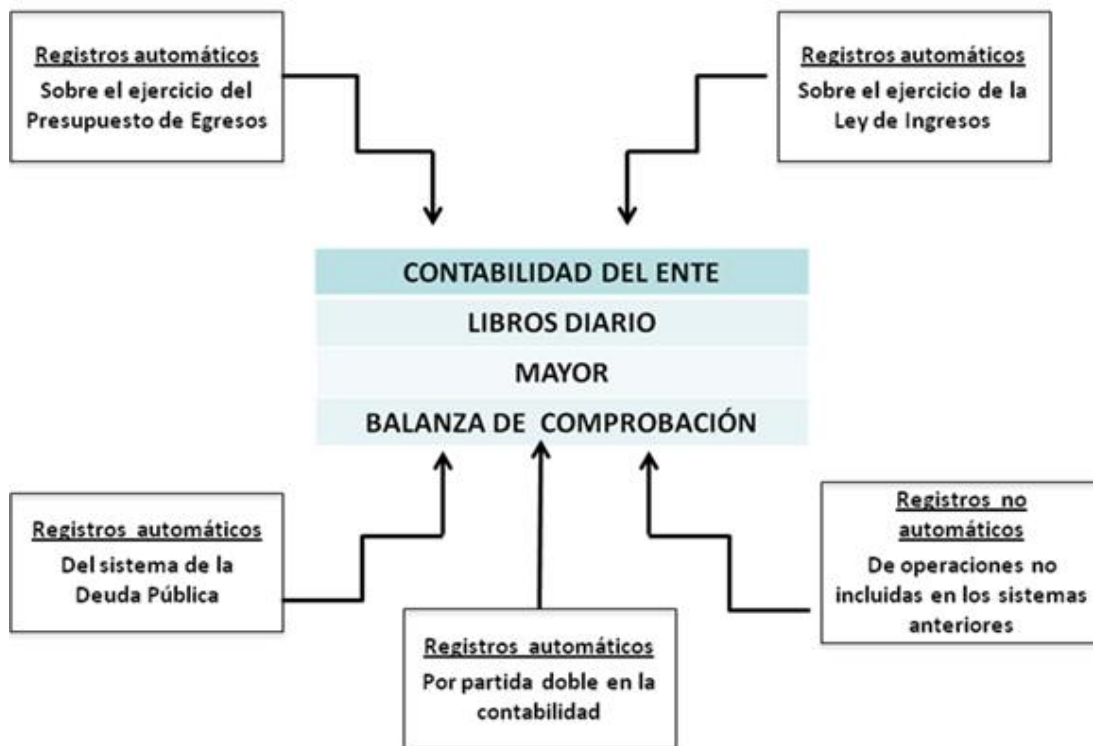 Registros automáticos
Sobre el ejercicio del
Presupuesto de Egresos
Registros automáticos
Sobre el ejercicio de la
Ley de Ingresos
CONTABILIDAD DEL ENTE
LIBROS DIARIO
MAYOR
BALANZA DE COMPROBACIÓN
Registros automáticos
Del sistema de la
Deuda Pública
Registros automáticos
Por partida doble en la
contabilidad
Registros no
automáticos
De operaciones no
incluidas en los sistemas
anteriores